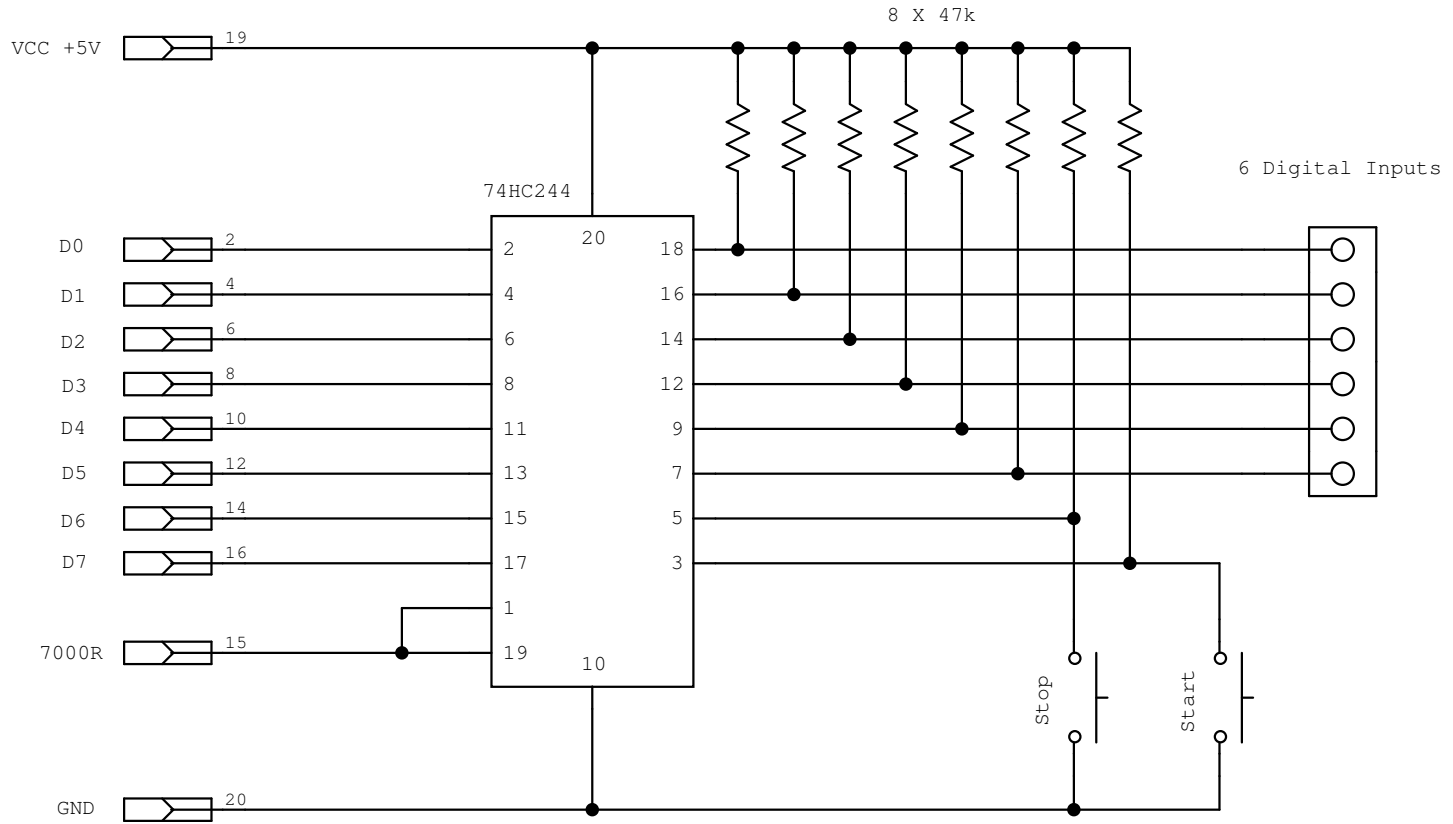 8 X 47k
VCC +5V 19
6 Digital Inputs
74HC244
20
D0 2 2 18
D1 4 4 16
D2 6 6 14
D3 8 8 12
D4 10 11 9
D5 12 13 7
D6 14 15 5
D7 16 17 3
1
7000R 15 19
10
Stop
Start
GND 20